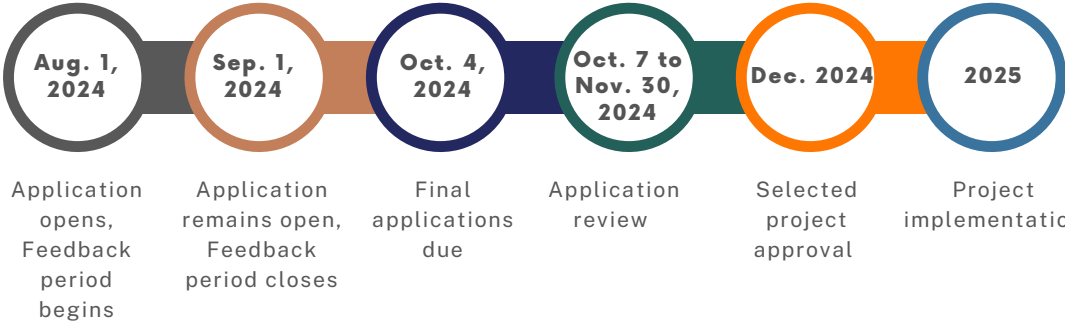 Aug. 1,
2024
Sep. 1,
2024
Oct. 4,
2024
Oct. 7 to
Nov. 30,
2024
Dec. 2024
2025
Application
opens,
Feedback
period
begins
Application
remains open,
Feedback
period closes
Final
applications
due
Application
review
Selected
project
approval
Project
implementatio